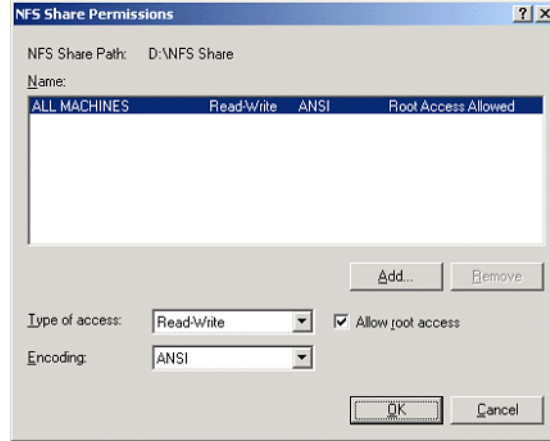 NFS Share Permissions
NFS Share Path: D:\NFS Share
Name:
ALL MACHINES Read-Write ANSI Root Access Allowed
Add... Remove
Type of access: Read-Write Allow root access
Encoding: ANSI
OK Cancel